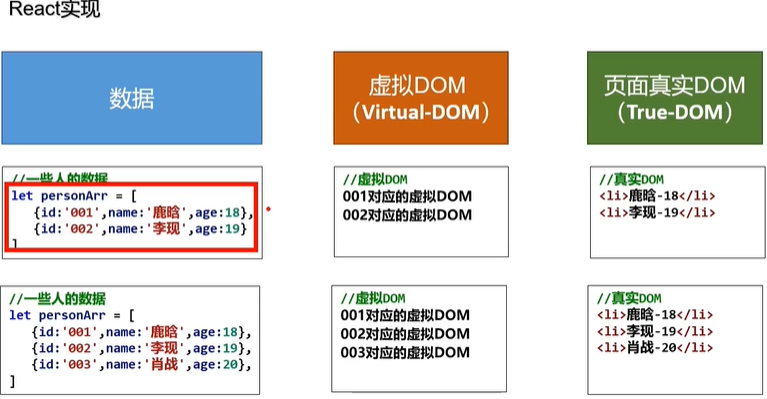 React实现
数据
虚拟DOM
（Virtual-DOM）
页面真实DOM
（True-DOM）
//一些人的数据
let personArr = [
{id:'001',name:'鹿晗',age:18},
{id:'002',name:'李现',age:19}
]
//虚拟DOM
001对应的虚拟DOM
002对应的虚拟DOM
//真实DOM
<li>鹿晗-18</li>
<li>李现-19</li>
//一些人的数据
let personArr = [
{id:'001',name:'鹿晗',age:18},
{id:'002',name:'李现',age:19},
{id:'003',name:'肖战',age:20},
]
//虚拟DOM
001对应的虚拟DOM
002对应的虚拟DOM
003对应的虚拟DOM
//真实DOM
<li>鹿晗-18</li>
<li>李现-19</li>
<li>肖战-20</li>